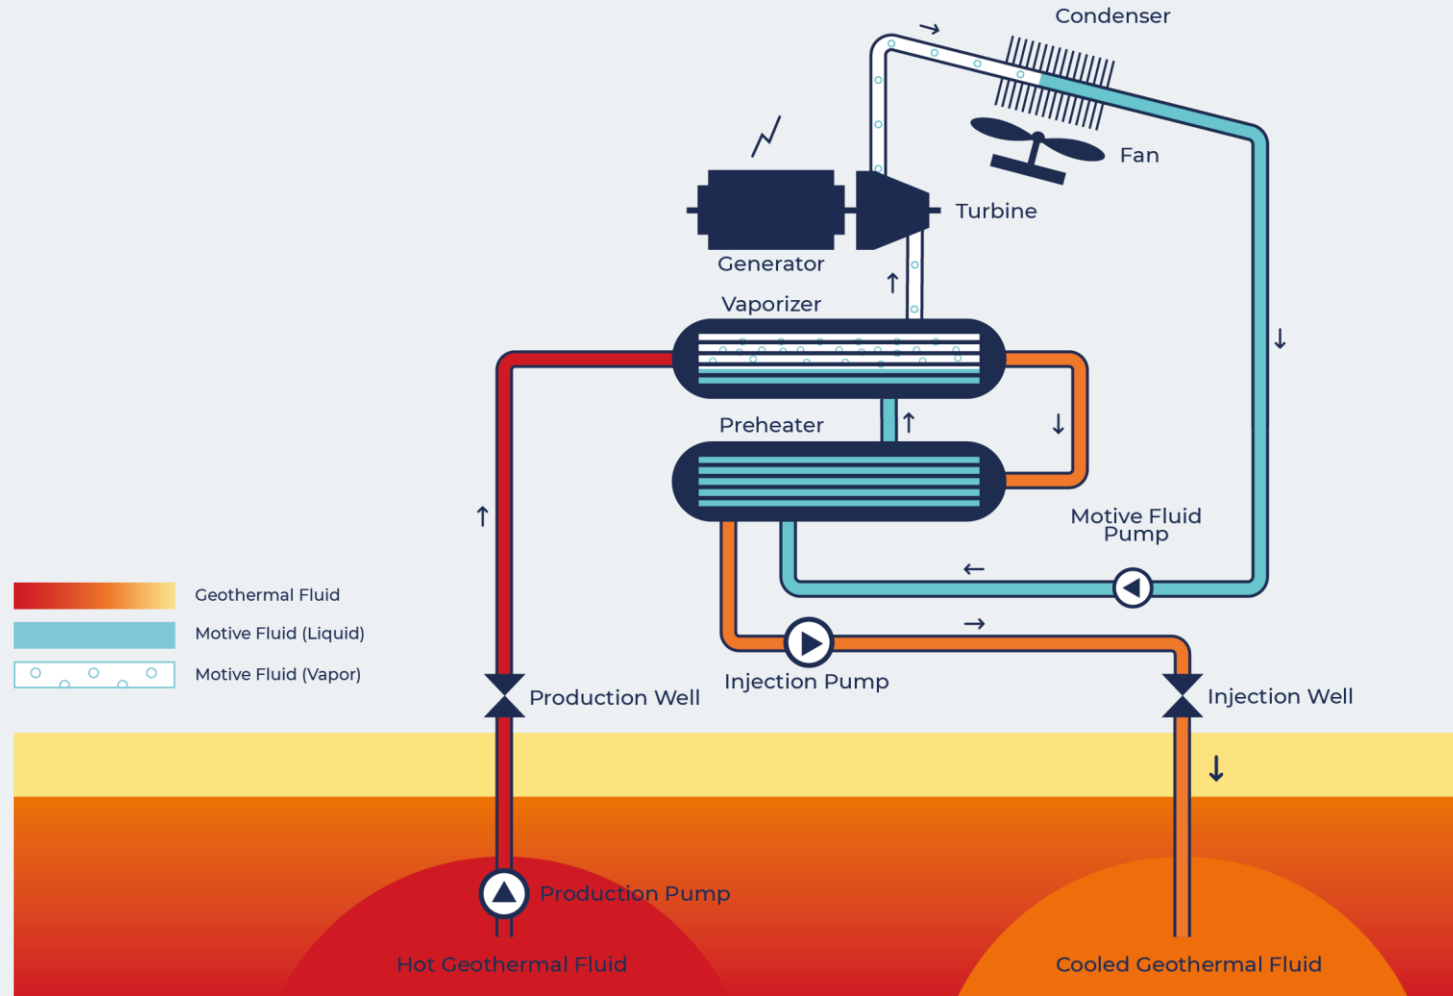 Condenser
Fan
Turbine
Generator
Vaporizer
Preheater
Motive Fluid
Pump
Geothermal Fluid
Motive Fluid (Liquid)
Motive Fluid (Vapor)
Production Well
Injection Pump
Injection Well
Production Pump
Hot Geothermal Fluid
Cooled Geothermal Fluid